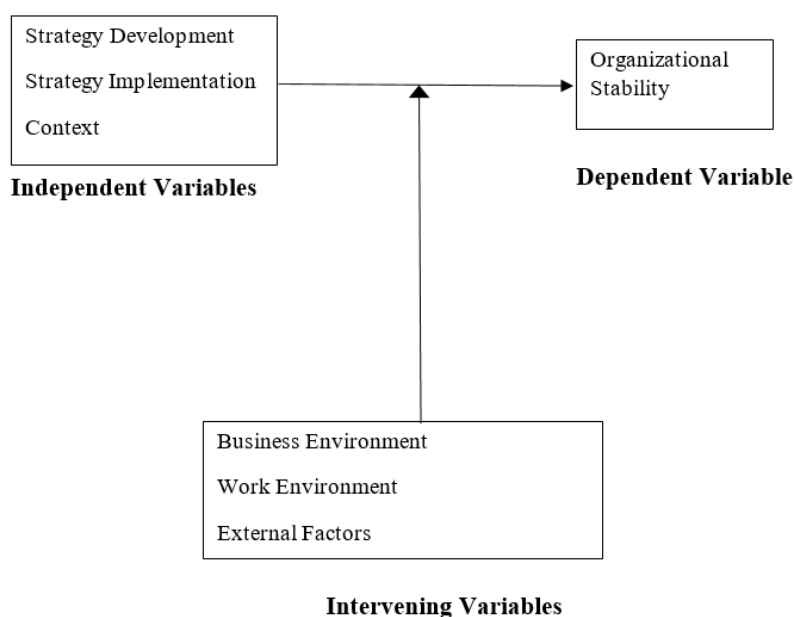 Strategy Development
Strategy Implementation
Context
Independent Variables
Organizational
Stability
Dependent Variable
Business Environment
Work Environment
External Factors
Intervening Variables